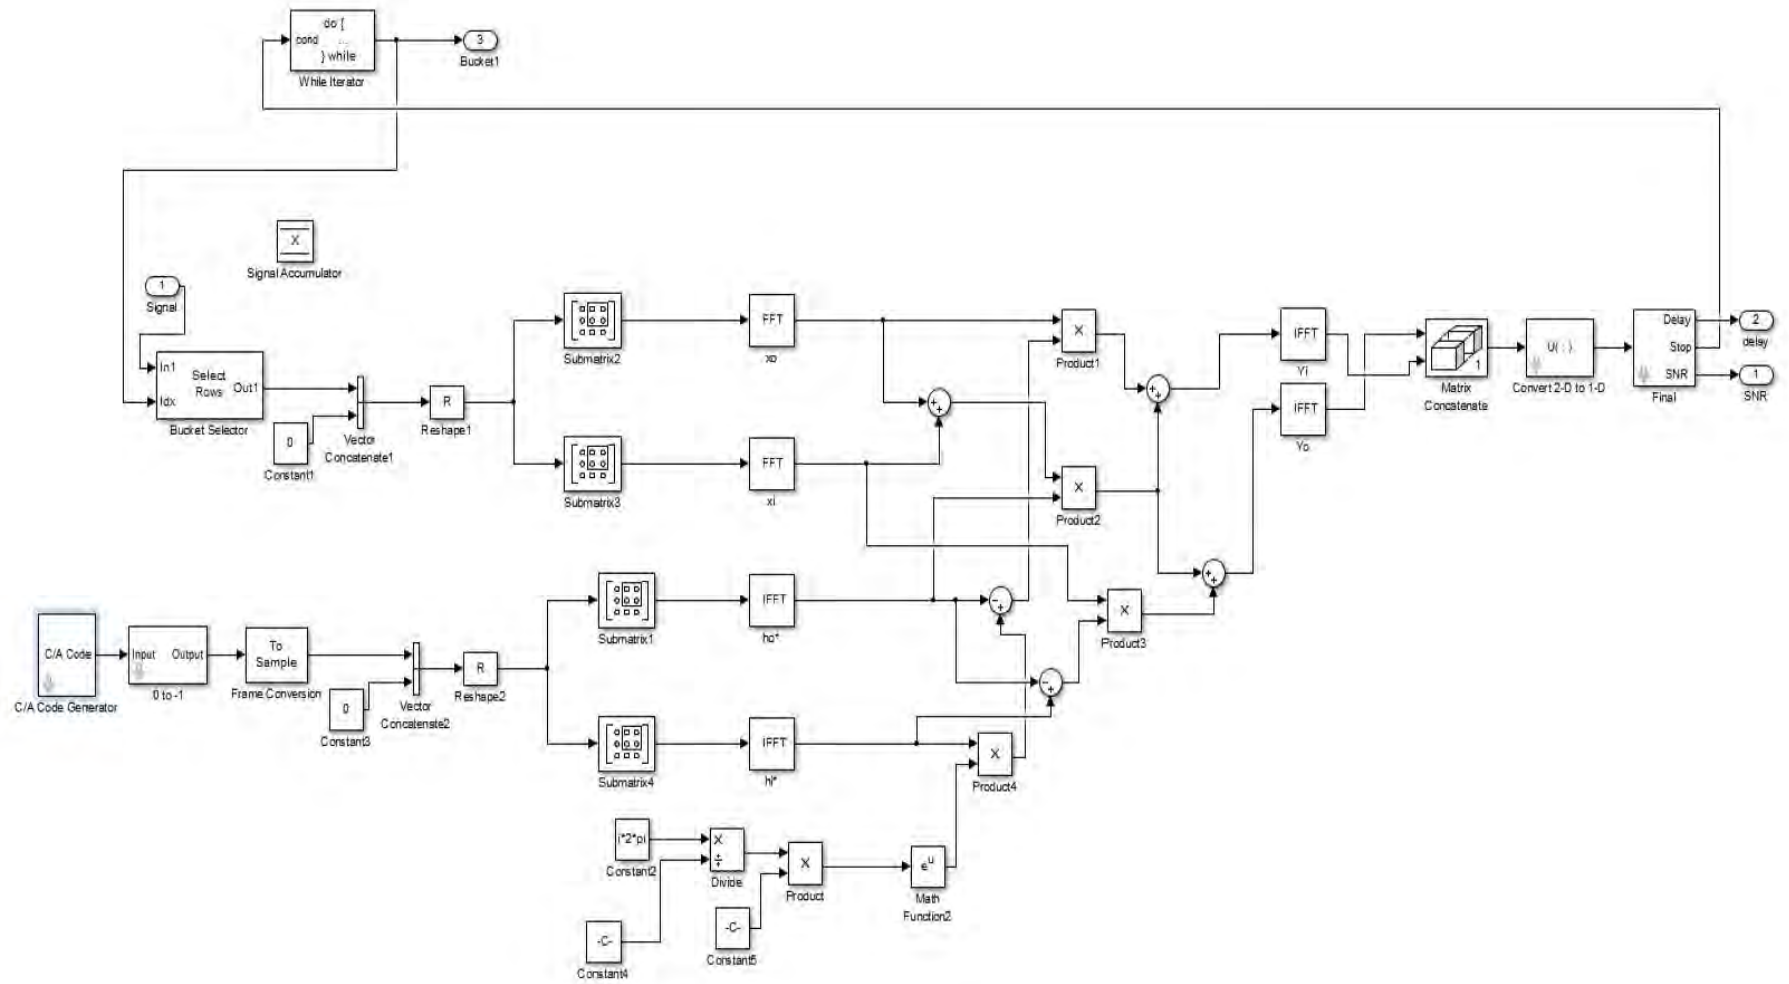 do {
cond ...
} while
While Iterator
3
Bucket1
X
Signal Accumulator
1
Signal
In1
Select
Rows
Out1
Idx
Bucket Selector
0
Constant1
Vector
Concatenate1
R
Reshape1
Submatrix2
Submatrix3
FFT
xo
FFT
xi
X
Product1
X
Product2
IFFT
Yi
IFFT
Yo
1
Matrix
Concatenate
U( : )
Convert 2-D to 1-D
Delay
Stop
SNR
Final
2
delay
1
SNR
C/A Code
C/A Code Generator
Input Output
0 to -1
To
Sample
Frame Conversion
0
Constant3
Vector
Concatenate2
R
Reshape2
Submatrix1
Submatrix4
IFFT
ho*
IFFT
hi*
X
Product3
X
Product4
i*2*pi
Constant2
X
÷
Divide
-C-
Constant4
X
Product
-C-
Constant5
e^u
Math
Function2